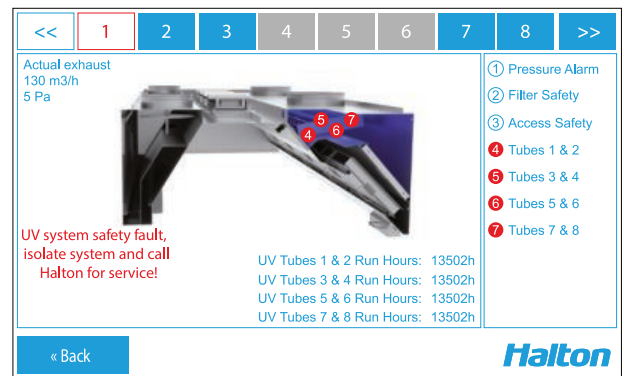 << 1 2 3 4 5 6 7 8 >>
Actual exhaust
130 m3/h
5 Pa
5 7
4 6
UV system safety fault,
isolate system and call
Halton for service!
UV Tubes 1 & 2 Run Hours: 13502h
UV Tubes 3 & 4 Run Hours: 13502h
UV Tubes 5 & 6 Run Hours: 13502h
UV Tubes 7 & 8 Run Hours: 13502h
1 Pressure Alarm
2 Filter Safety
3 Access Safety
4 Tubes 1 & 2
5 Tubes 3 & 4
6 Tubes 5 & 6
7 Tubes 7 & 8
« Back
Halton